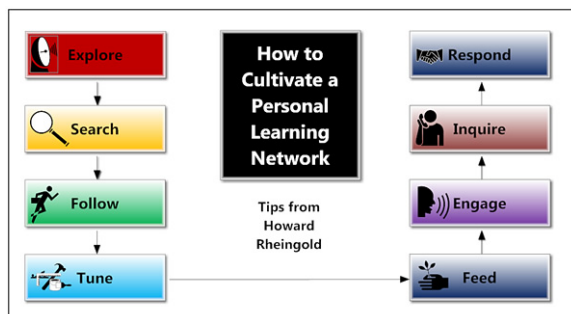 Explore
Search
Follow
Tune
How to
Cultivate a
Personal
Learning
Network
Tips from
Howard
Rheingold
Respond
Inquire
Engage
Feed